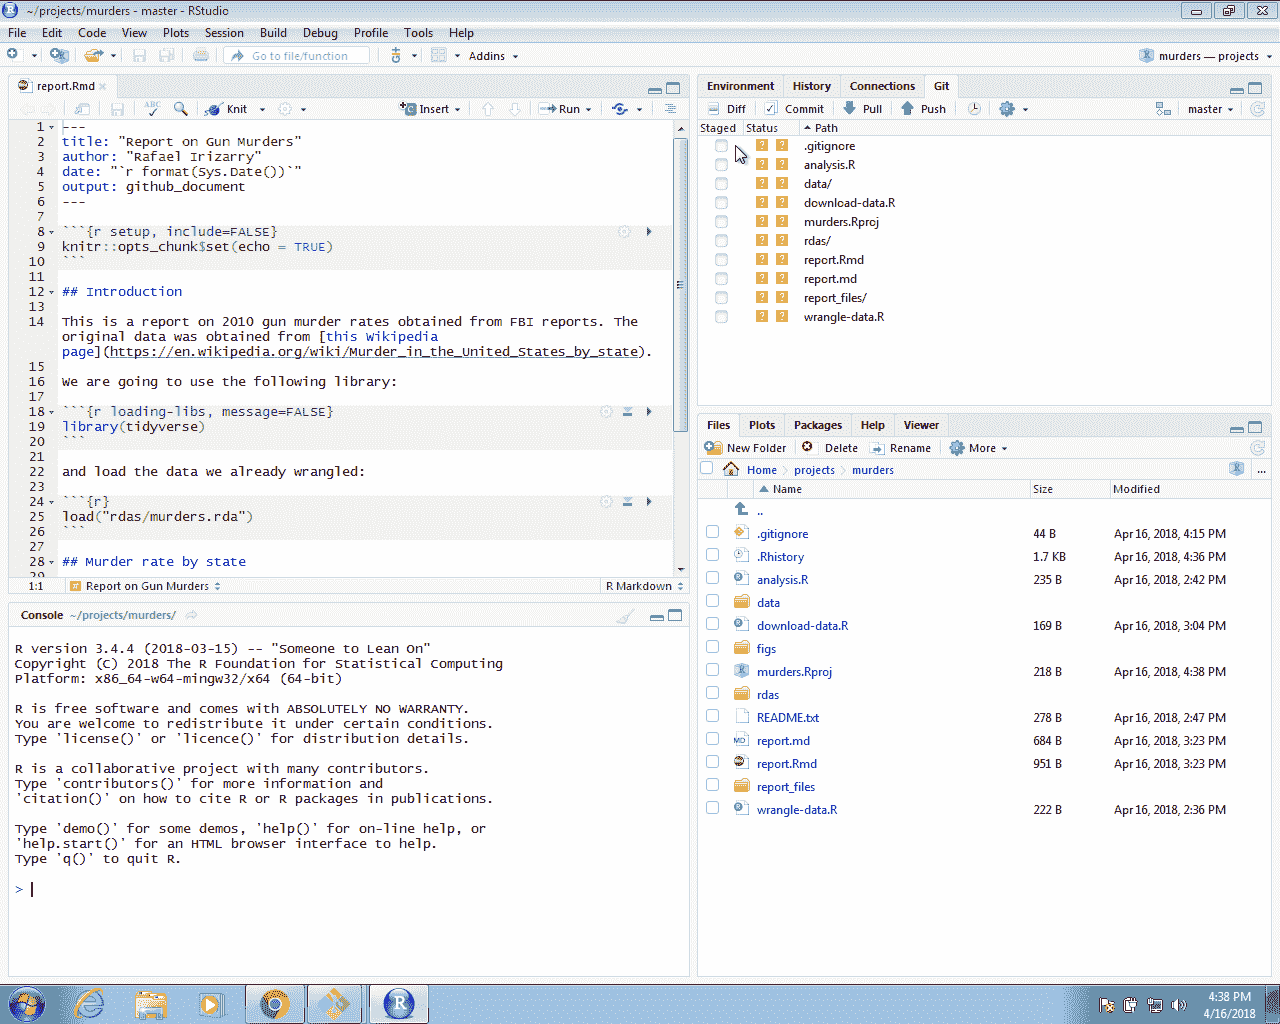 ~/projects/murders - master - RStudio
File Edit Code View Plots Session Build Debug Profile Tools Help
Go to file/function Addins murders — projects
report.Rmd
ABC Knit Insert Run
1 ---
2 title: "Report on Gun Murders"
3 author: "Rafael Irizarry"
4 date: "`r format(Sys.Date())`"
5 output: github_document
6 ---
7
8 ```{r setup, include=FALSE}
9 knitr::opts_chunk$set(echo = TRUE)
10 ```
11
12 ## Introduction
13
14 This is a report on 2010 gun murder rates obtained from FBI reports. The
original data was obtained from [this Wikipedia
page](https://en.wikipedia.org/wiki/Murder_in_the_United_States_by_state).
15
16 We are going to use the following library:
17
18 ```{r loading-libs, message=FALSE}
19 library(tidyverse)
20 ```
21
22 and load the data we already wrangled:
23
24 ```{r}
25 load("rdas/murders.rda")
26 ```
27
28 ## Murder rate by state
29
1:1 Report on Gun Murders R Markdown
Console ~/projects/murders/
R version 3.4.4 (2018-03-15) -- "Someone to Lean On"
Copyright (C) 2018 The R Foundation for Statistical Computing
Platform: x86_64-w64-mingw32/x64 (64-bit)
R is free software and comes with ABSOLUTELY NO WARRANTY.
You are welcome to redistribute it under certain conditions.
Type 'license()' or 'licence()' for distribution details.
R is a collaborative project with many contributors.
Type 'contributors()' for more information and
'citation()' on how to cite R or R packages in publications.
Type 'demo()' for some demos, 'help()' for on-line help, or
'help.start()' for an HTML browser interface to help.
Type 'q()' to quit R.
>
Environment History Connections Git
Diff Commit Pull Push master
Staged Status Path
? ? .gitignore
? ? analysis.R
? ? data/
? ? download-data.R
? ? murders.Rproj
? ? rdas/
? ? report.Rmd
? ? report.md
? ? report_files/
? ? wrangle-data.R
Files Plots Packages Help Viewer
New Folder Delete Rename More
Home projects murders ...
Name Size Modified
..
.gitignore 44 B Apr 16, 2018, 4:15 PM
.Rhistory 1.7 KB Apr 16, 2018, 4:36 PM
analysis.R 235 B Apr 16, 2018, 2:42 PM
data
download-data.R 169 B Apr 16, 2018, 3:04 PM
figs
murders.Rproj 218 B Apr 16, 2018, 4:38 PM
rdas
README.txt 278 B Apr 16, 2018, 2:47 PM
MD report.md 684 B Apr 16, 2018, 3:23 PM
report.Rmd 951 B Apr 16, 2018, 3:23 PM
report_files
wrangle-data.R 222 B Apr 16, 2018, 2:36 PM
4:38 PM
4/16/2018